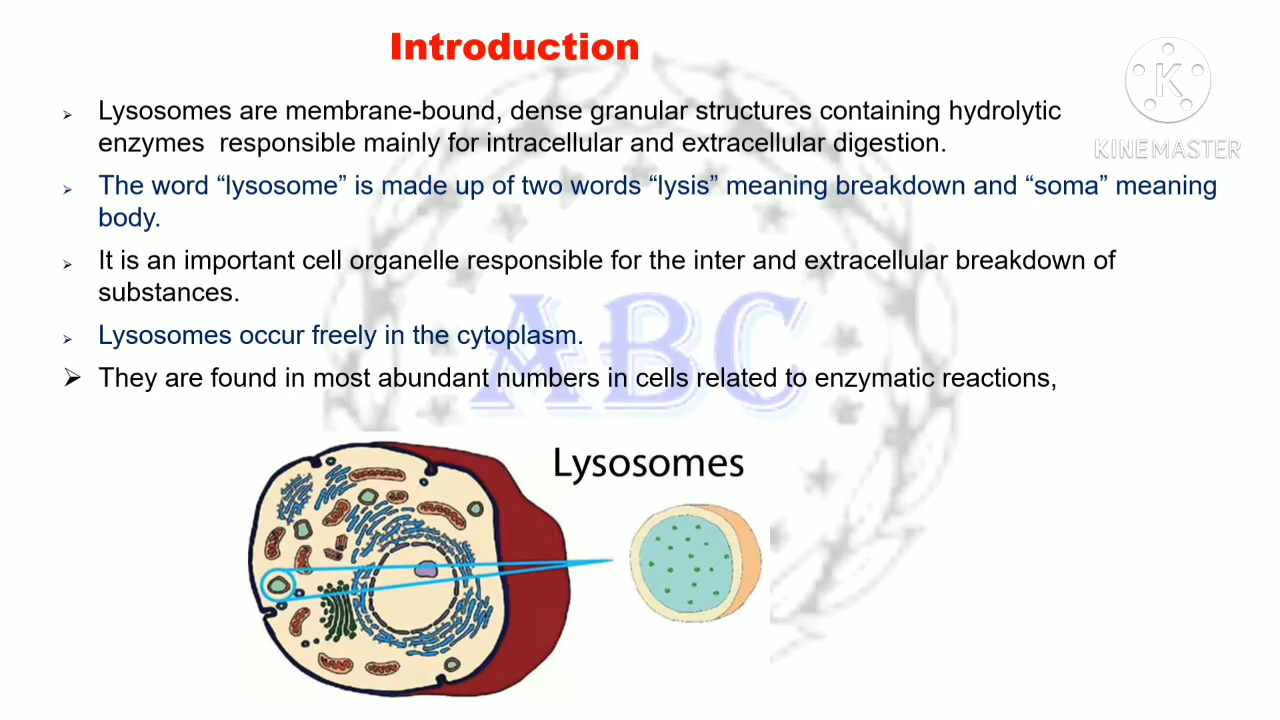 Introduction
K
KINEMASTER
➢ Lysosomes are membrane-bound, dense granular structures containing hydrolytic
enzymes responsible mainly for intracellular and extracellular digestion.
➢ The word “lysosome” is made up of two words “lysis” meaning breakdown and “soma” meaning
body.
➢ It is an important cell organelle responsible for the inter and extracellular breakdown of
substances.
➢ Lysosomes occur freely in the cytoplasm.
➢ They are found in most abundant numbers in cells related to enzymatic reactions,
ABC
Lysosomes